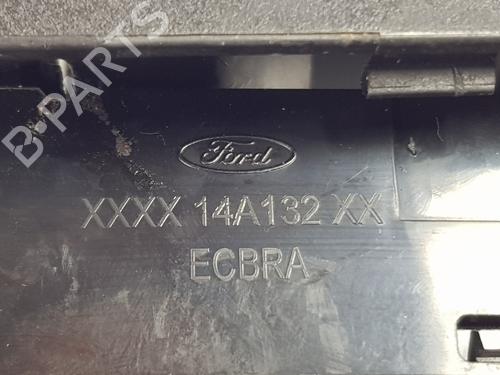 B-PARTS
Ford
XXXX 14A132 XX
ECBRA